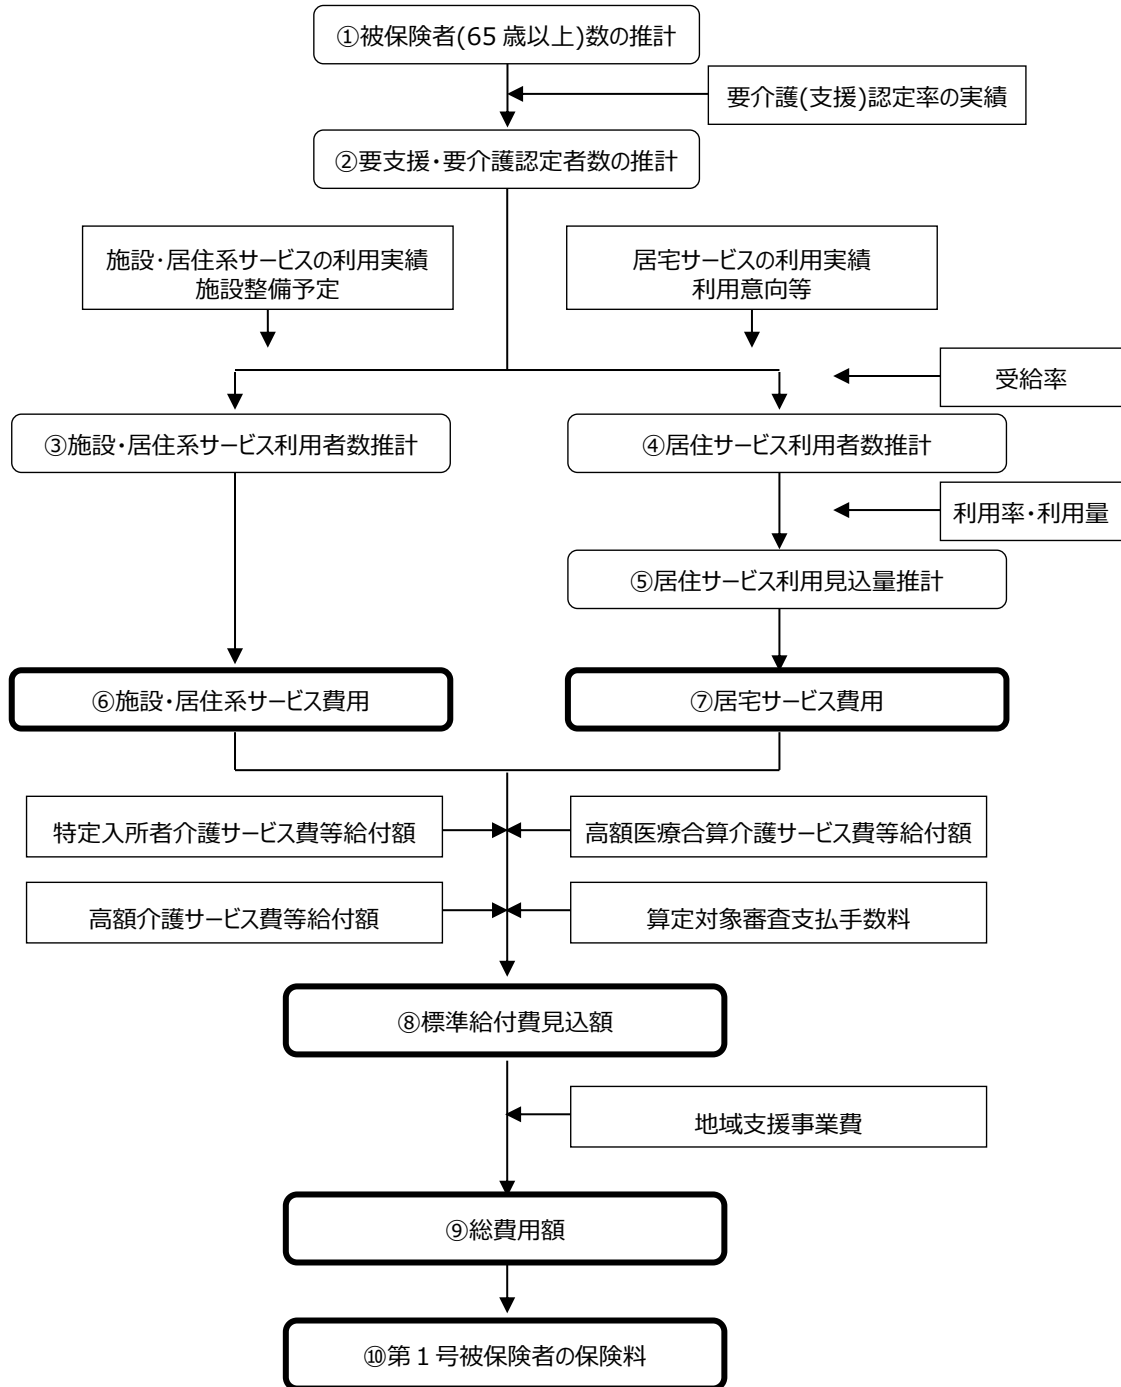 ①被保険者(65 歳以上)数の推計
要介護(支援)認定率の実績
②要支援・要介護認定者数の推計
施設・居住系サービスの利用実績
施設整備予定
居宅サービスの利用実績
利用意向等
受給率
③施設・居住系サービス利用者数推計
④居住サービス利用者数推計
利用率・利用量
⑤居住サービス利用見込量推計
⑥施設・居住系サービス費用
⑦居宅サービス費用
特定入所者介護サービス費等給付額
高額医療合算介護サービス費等給付額
高額介護サービス費等給付額
算定対象審査支払手数料
⑧標準給付費見込額
地域支援事業費
⑨総費用額
⑩第 1 号被保険者の保険料